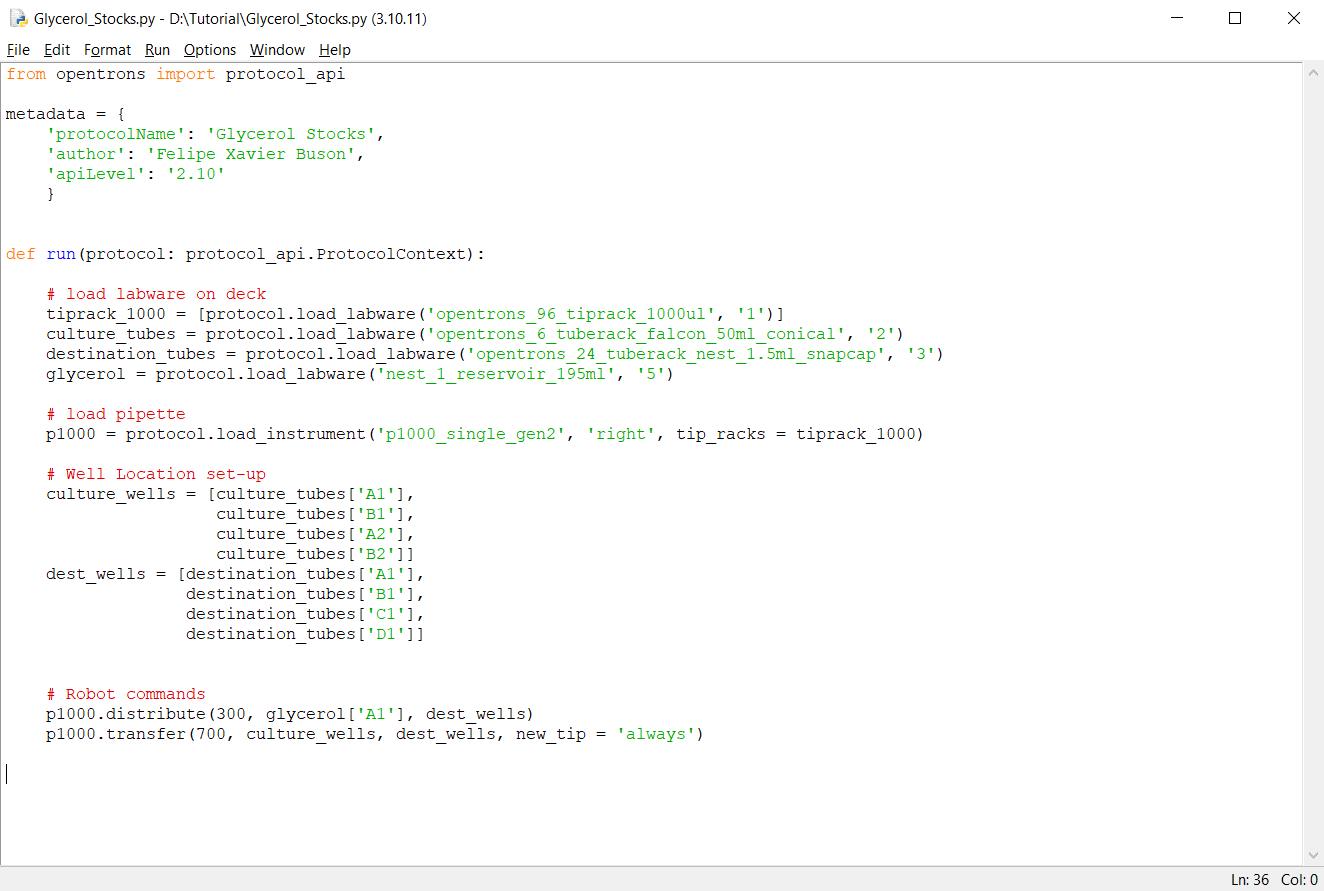 Glycerol_Stocks.py - D:\Tutorial\Glycerol_Stocks.py (3.10.11)
File Edit Format Run Options Window Help
from opentrons import protocol_api

metadata = {
    'protocolName': 'Glycerol Stocks',
    'author': 'Felipe Xavier Buson',
    'apiLevel': '2.10'
    }


def run(protocol: protocol_api.ProtocolContext):

    # load labware on deck
    tiprack_1000 = [protocol.load_labware('opentrons_96_tiprack_1000ul', '1')]
    culture_tubes = protocol.load_labware('opentrons_6_tuberack_falcon_50ml_conical', '2')
    destination_tubes = protocol.load_labware('opentrons_24_tuberack_nest_1.5ml_snapcap', '3')
    glycerol = protocol.load_labware('nest_1_reservoir_195ml', '5')

    # load pipette
    p1000 = protocol.load_instrument('p1000_single_gen2', 'right', tip_racks = tiprack_1000)

    # Well Location set-up
    culture_wells = [culture_tubes['A1'],
                     culture_tubes['B1'],
                     culture_tubes['A2'],
                     culture_tubes['B2']]
    dest_wells = [destination_tubes['A1'],
                  destination_tubes['B1'],
                  destination_tubes['C1'],
                  destination_tubes['D1']]


    # Robot commands
    p1000.distribute(300, glycerol['A1'], dest_wells)
    p1000.transfer(700, culture_wells, dest_wells, new_tip = 'always')

Ln: 36 Col: 0